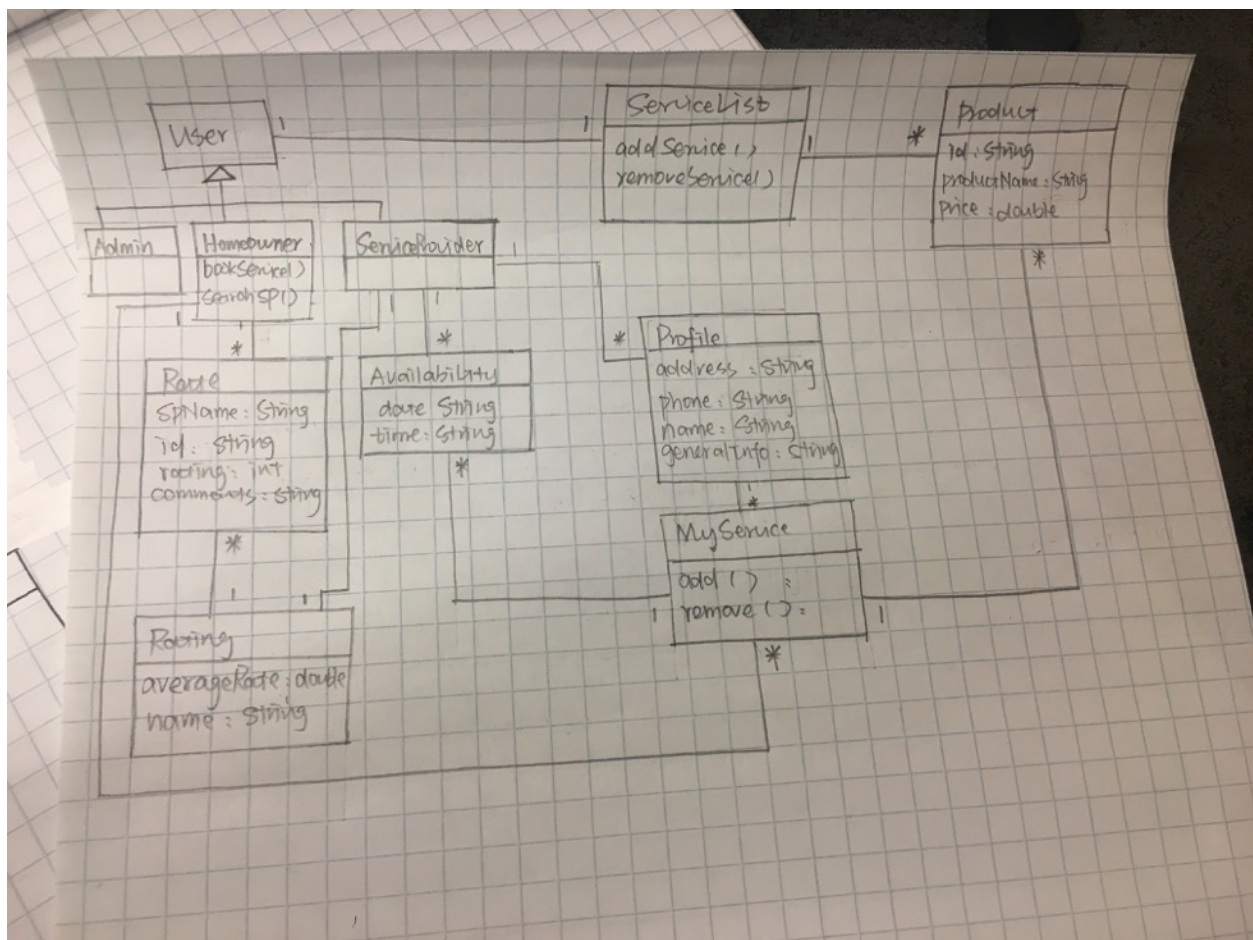 User
1
1
ServiceList
addService()
removeService()
1
*
Product
id: String
productName: String
price: double
*
Admin
Homeowner
bookService()
searchSP()
1
1
ServiceProvider
1
1
1
*
Rate
SPName: String
id: String
rating: int
comments: String
*
1
1
*
Availability
date String
time: String
*
*
Profile
address: String
phone: String
name: String
generalInfo: String
1
*
MyService
add() :
remove() :
1
1
*
Rating
averageRate: double
name: String